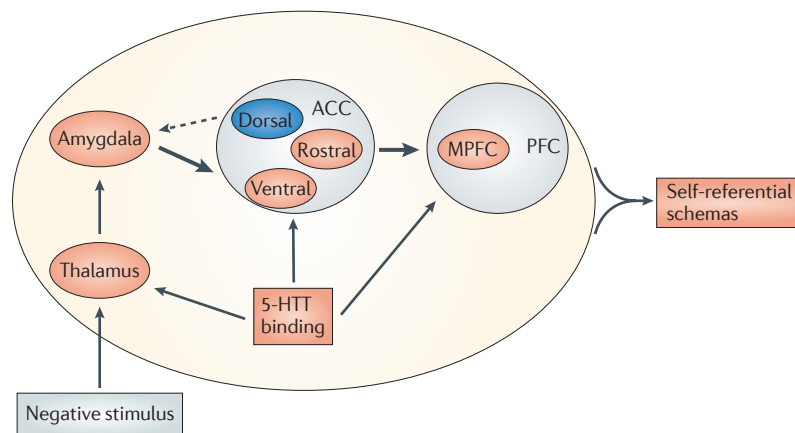 ACC
Dorsal
Amygdala
Rostral
MPFC
PFC
Ventral
Self-referential
schemas
Thalamus
5-HTT
binding
Negative stimulus